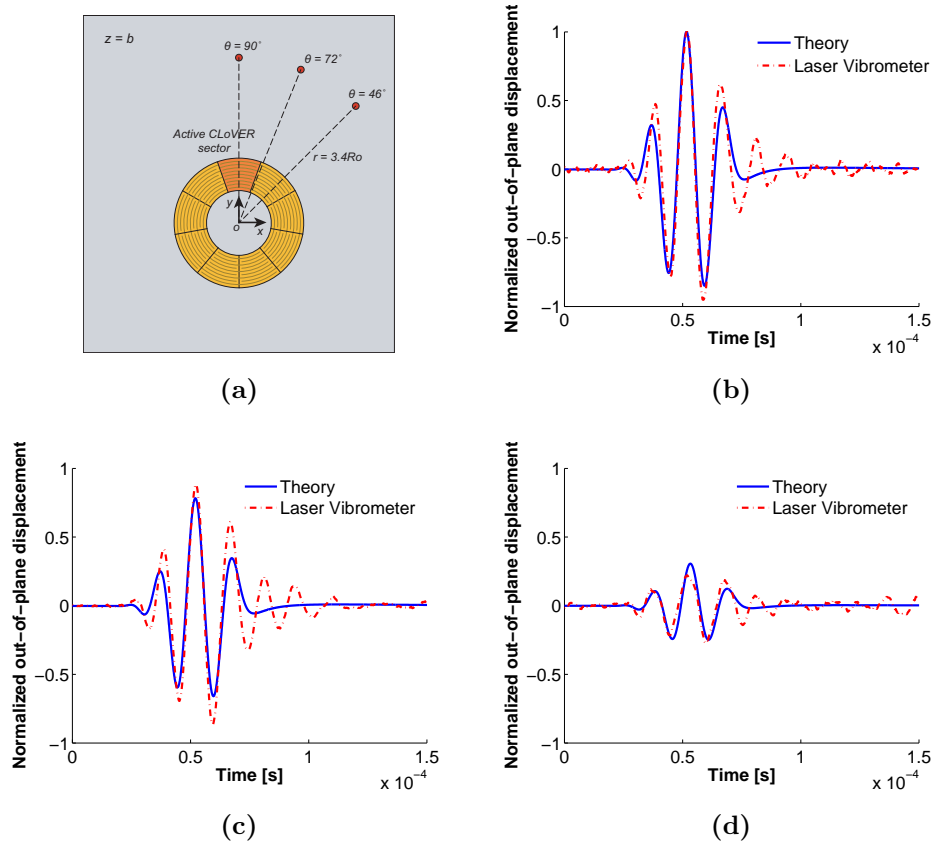 z = b
θ = 90°
θ = 72°
θ = 46°
Active CLoVER
sector
r = 3.4Ro
y
o
x
(a)
Normalized out−of−plane displacement
1
0.5
0
−0.5
−1
Theory
Laser Vibrometer
0
0.5
1
1.5
Time [s]
x 10⁻⁴
(b)
Normalized out−of−plane displacement
1
0.5
0
−0.5
−1
Theory
Laser Vibrometer
0
0.5
1
1.5
Time [s]
x 10⁻⁴
(c)
Normalized out−of−plane displacement
1
0.5
0
−0.5
−1
Theory
Laser Vibrometer
0
0.5
1
1.5
Time [s]
x 10⁻⁴
(d)